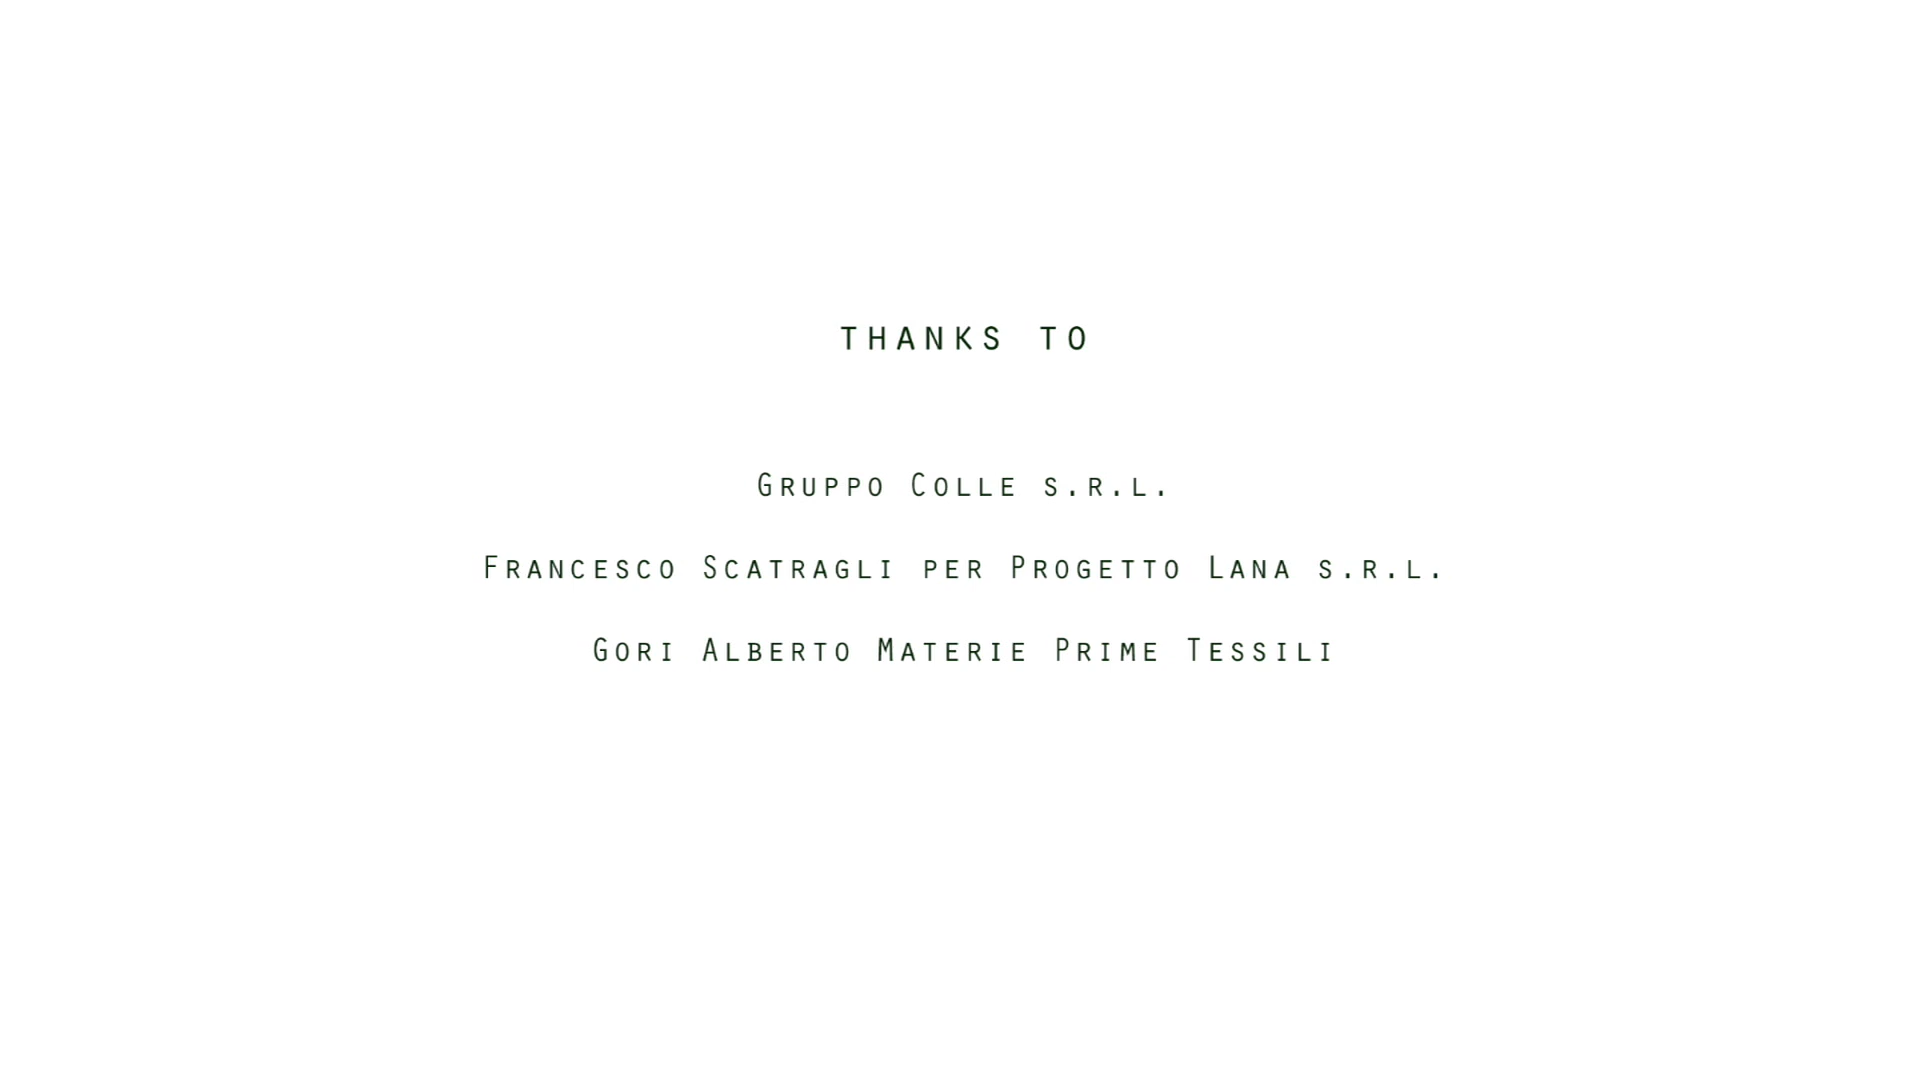 THANKS TO
Gruppo Colle s.r.l.
Francesco Scatragli per Progetto Lana s.r.l.
Gori Alberto Materie Prime Tessili